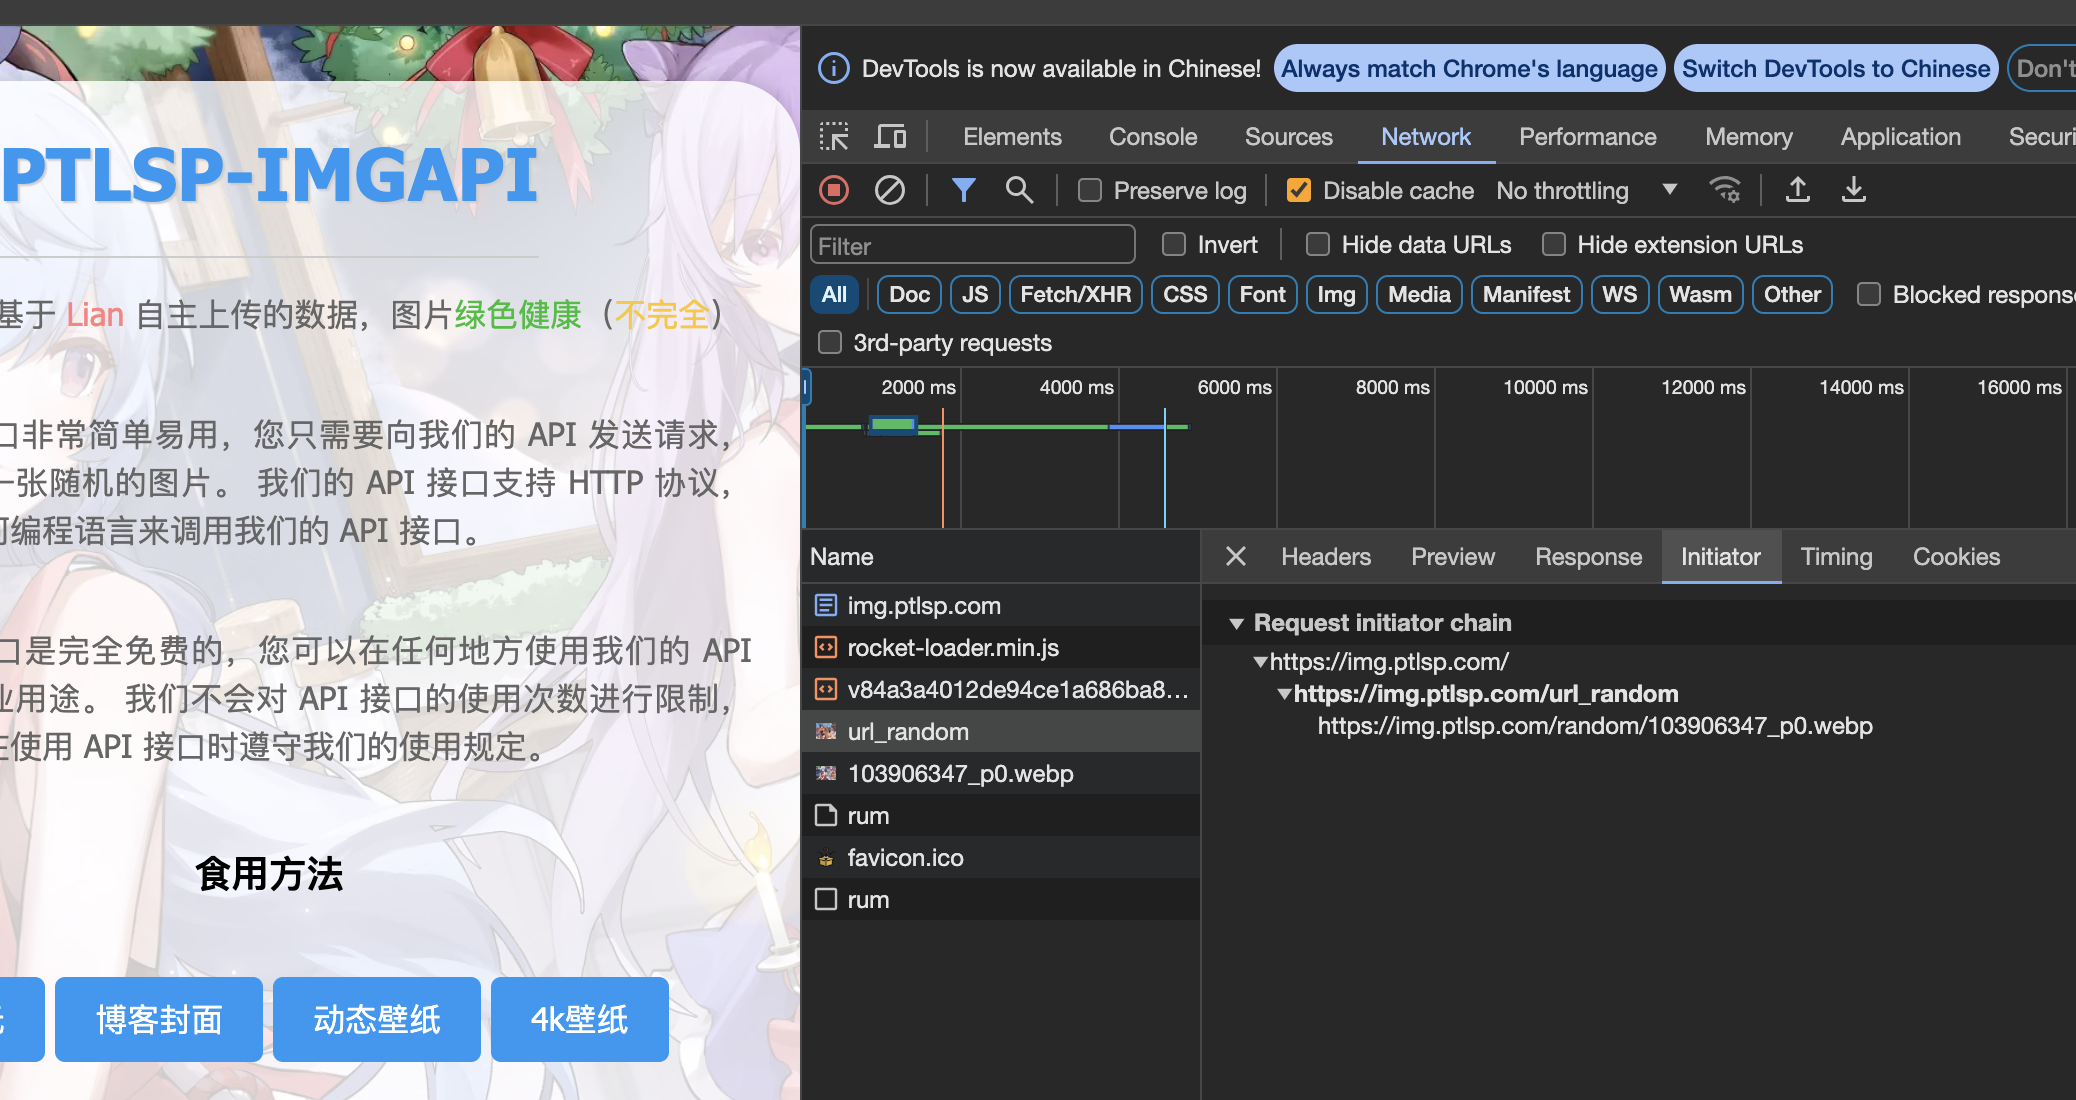 PTLSP-IMGAPI
基于 Lian 自主上传的数据，图片绿色健康（不完全）
口非常简单易用，您只需要向我们的 API 发送请求，
一张随机的图片。 我们的 API 接口支持 HTTP 协议，
编程语言来调用我们的 API 接口。
口是完全免费的，您可以在任何地方使用我们的 API
业用途。 我们不会对 API 接口的使用次数进行限制，
在使用 API 接口时遵守我们的使用规定。
食用方法
博客封面
动态壁纸
4k壁纸
DevTools is now available in Chinese! Always match Chrome's language Switch DevTools to Chinese Don't
Elements Console Sources Network Performance Memory Application Securi
Preserve log Disable cache No throttling
Filter Invert Hide data URLs Hide extension URLs
All Doc JS Fetch/XHR CSS Font Img Media Manifest WS Wasm Other Blocked response
3rd-party requests
2000 ms 4000 ms 6000 ms 8000 ms 10000 ms 12000 ms 14000 ms 16000 ms
Name
img.ptlsp.com
rocket-loader.min.js
v84a3a4012de94ce1a686ba8…
url_random
103906347_p0.webp
rum
favicon.ico
rum
Headers Preview Response Initiator Timing Cookies
Request initiator chain
https://img.ptlsp.com/
https://img.ptlsp.com/url_random
https://img.ptlsp.com/random/103906347_p0.webp